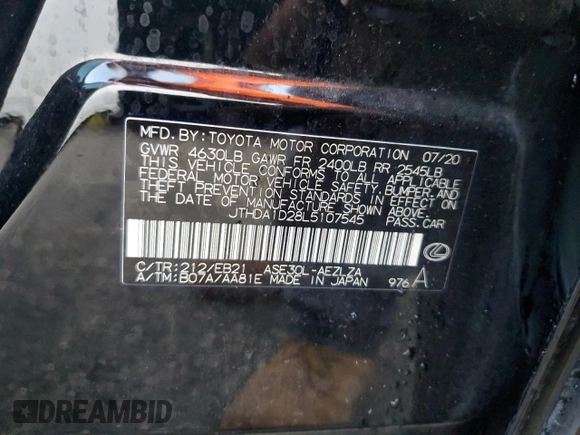 MFD. BY: TOYOTA MOTOR CORPORATION 07/20
GVWR 4630LB GAWR FR 2400LB RR 2545LB
THIS VEHICLE CONFORMS TO ALL APPLICABLE
FEDERAL MOTOR VEHICLE SAFETY, BUMPER, AND
THEFT PREVENTION STANDARDS IN EFFECT ON
THE DATE OF MANUFACTURE SHOWN ABOVE.
JTHDA1D28L5107545 PASS.CAR
C/TR:212/EB21 ASE30L-AEZLZA
A/TM:B07A/AA81E MADE IN JAPAN 976 A
DREAMBID